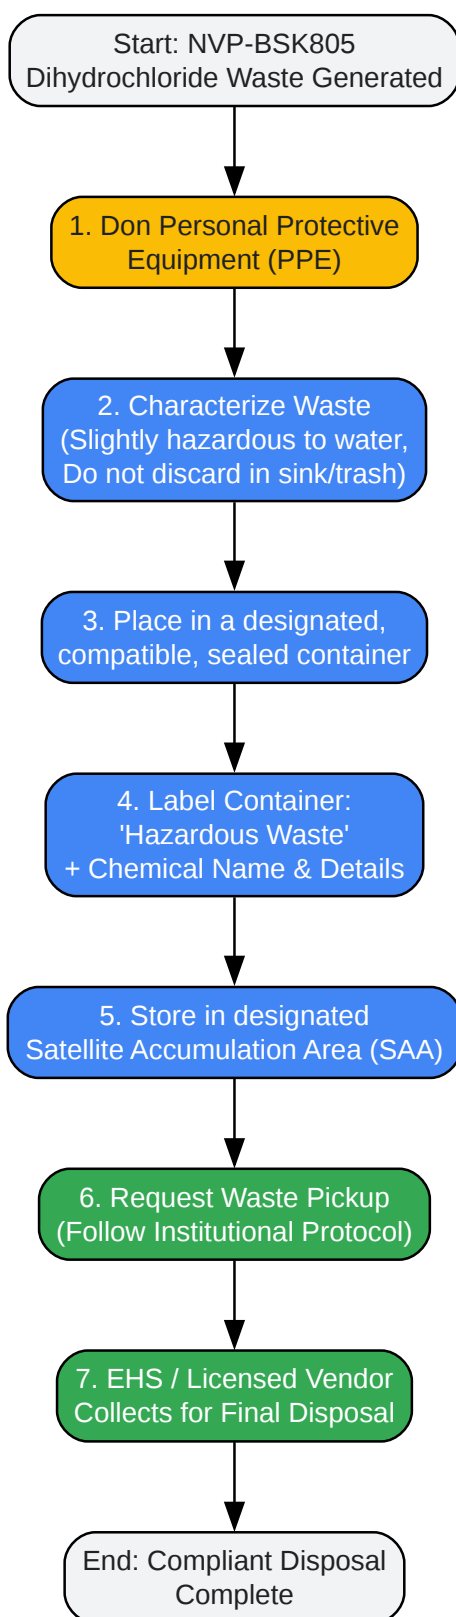 Start: NVP-BSK805
Dihydrochloride Waste Generated
1. Don Personal Protective
Equipment (PPE)
2. Characterize Waste
(Slightly hazardous to water,
Do not discard in sink/trash)
3. Place in a designated,
compatible, sealed container
4. Label Container:
'Hazardous Waste'
+ Chemical Name & Details
5. Store in designated
Satellite Accumulation Area (SAA)
6. Request Waste Pickup
(Follow Institutional Protocol)
7. EHS / Licensed Vendor
Collects for Final Disposal
End: Compliant Disposal
Complete